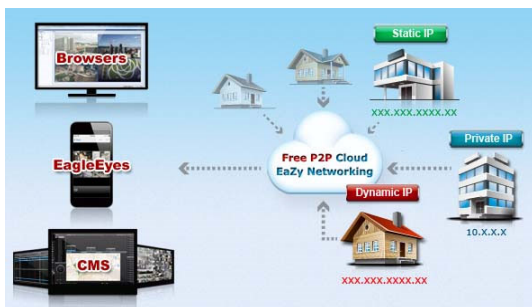 Browsers
Static IP
XXX.XXX.XXXX.XX
EagleEyes
Free P2P Cloud
EaZy Networking
Private IP
10.X.X.X
Dynamic IP
XXX.XXX.XXXX.XX
CMS